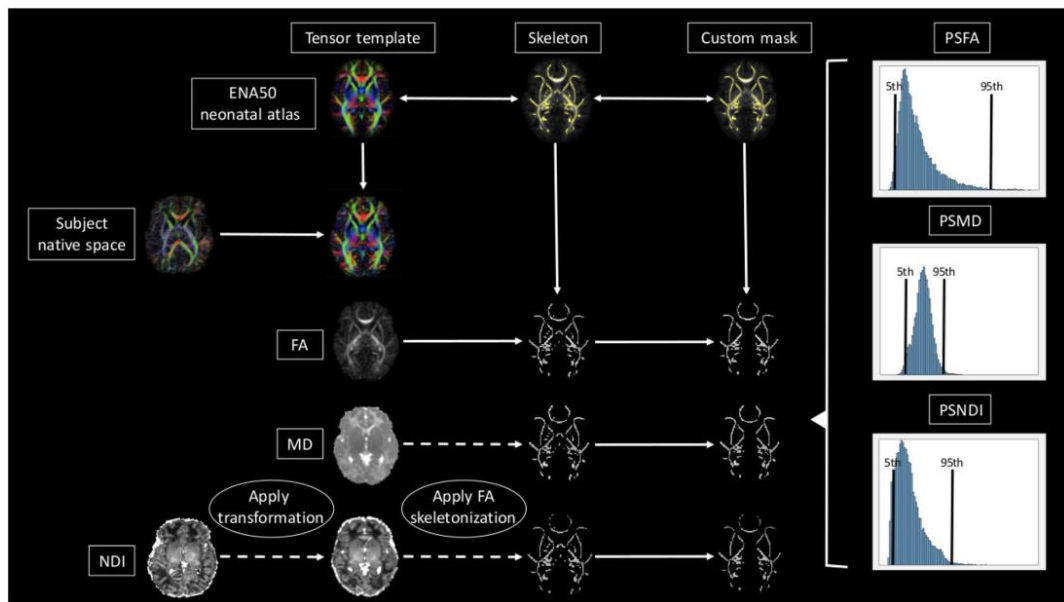 Tensor template
Skeleton
Custom mask
PSFA
ENA50
neonatal atlas
5th
95th
Subject
native space
PSMD
5th
95th
FA
PSNDI
MD
5th
95th
Apply
transformation
Apply FA
skeletonization
NDI